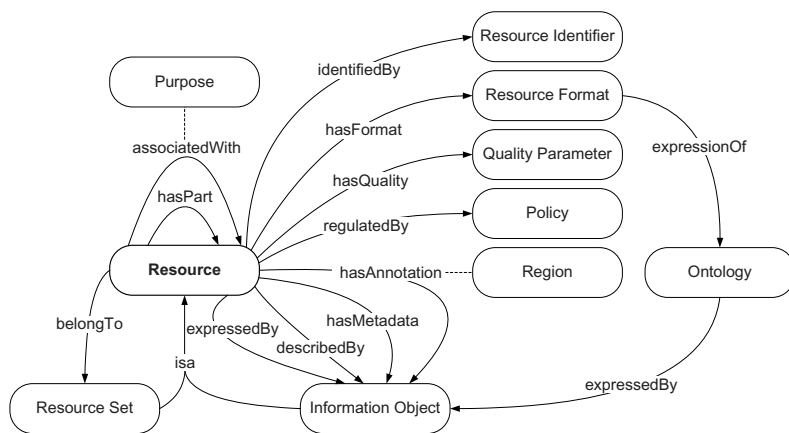 Resource Identifier
identifiedBy
Purpose
Resource Format
hasFormat
associatedWith
expressionOf
hasQuality
Quality Parameter
hasPart
regulatedBy
Policy
Resource
hasAnnotation
Region
Ontology
belongTo
expressedBy
hasMetadata
describedBy
isa
expressedBy
Resource Set
Information Object